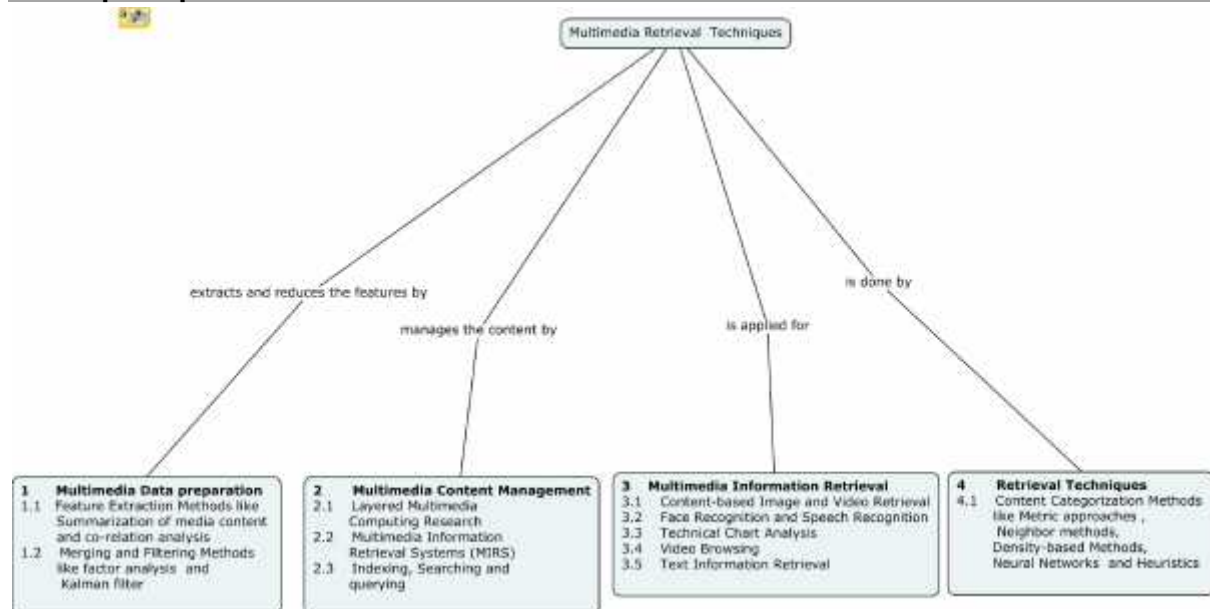 Multimedia Retrieval Techniques
extracts and reduces the features by
manages the content by
is applied for
is done by
1 Multimedia Data preparation
1.1 Feature Extraction Methods like
Summarization of media content
and co-relation analysis
1.2 Merging and Filtering Methods
like factor analysis and
Kalman filter
2 Multimedia Content Management
2.1 Layered Multimedia
Computing Research
2.2 Multimedia Information
Retrieval Systems (MIRS)
2.3 Indexing, Searching and
querying
3 Multimedia Information Retrieval
3.1 Content-based Image and Video Retrieval
3.2 Face Recognition and Speech Recognition
3.3 Technical Chart Analysis
3.4 Video Browsing
3.5 Text Information Retrieval
4 Retrieval Techniques
4.1 Content Categorization Methods
like Metric approaches ,
Neighbor methods,
Density-based Methods,
Neural Networks and Heuristics